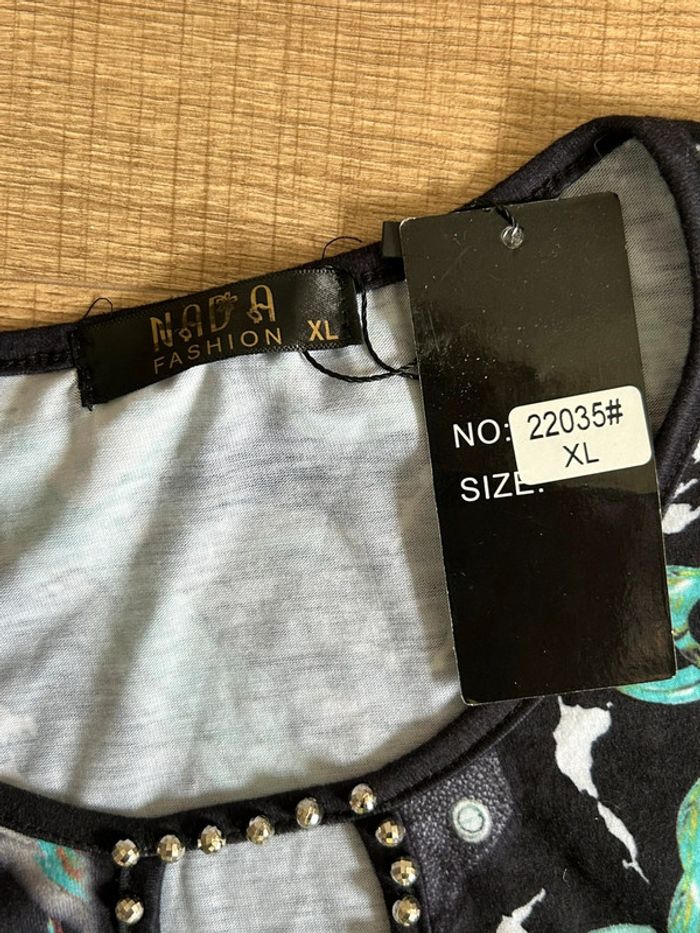 NADA
FASHION
XL
NO: 22035#
XL
SIZE: